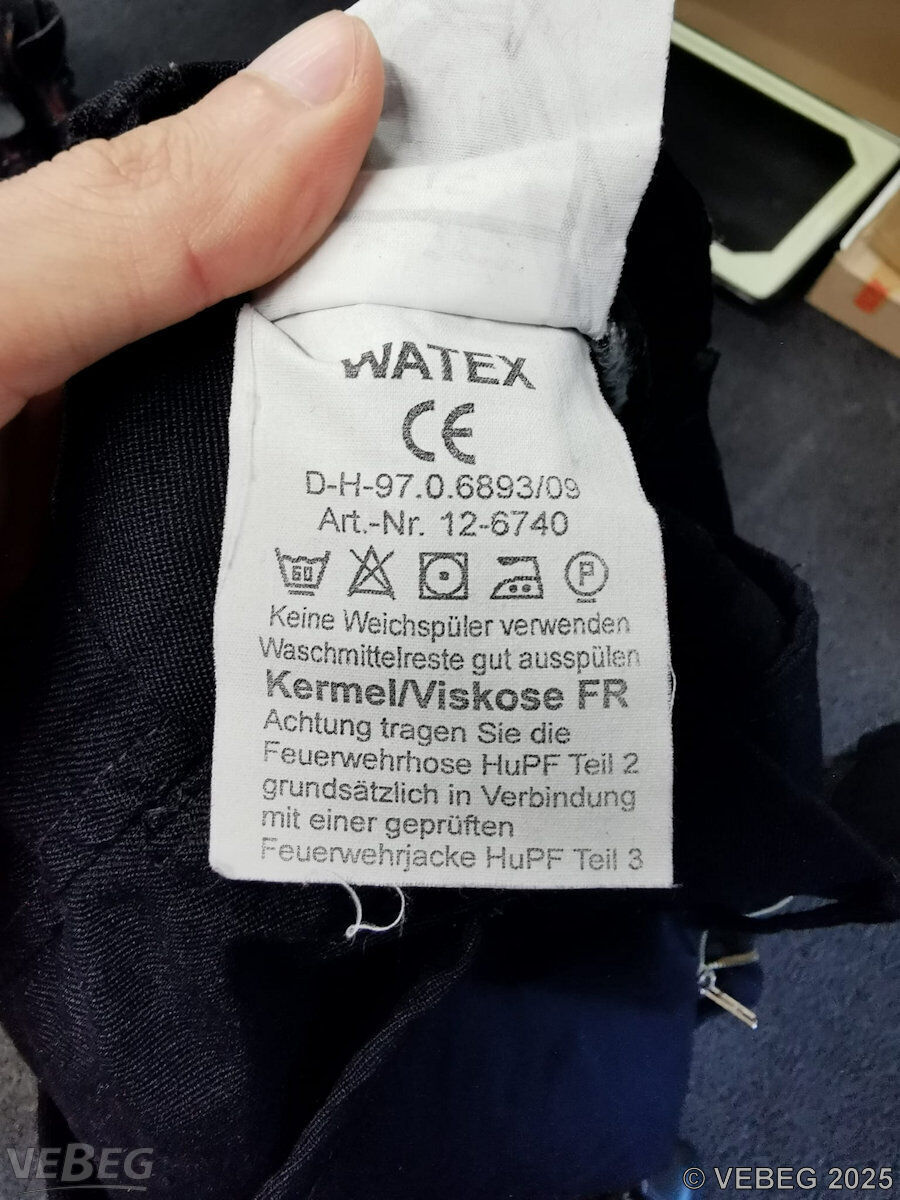 WATEX
CE
D-H-97.0.6893/09
Art.-Nr. 12-6740
60 P
Keine Weichspüler verwenden
Waschmittelreste gut ausspülen
Kermel/Viskose FR
Achtung tragen Sie die
Feuerwehrhose HuPF Teil 2
grundsätzlich in Verbindung
mit einer geprüften
Feuerwehrjacke HuPF Teil 3
VEBEG
© VEBEG 2025